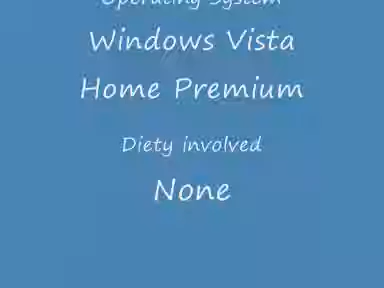 Operating System
Windows Vista
Home Premium
Diety involved
None